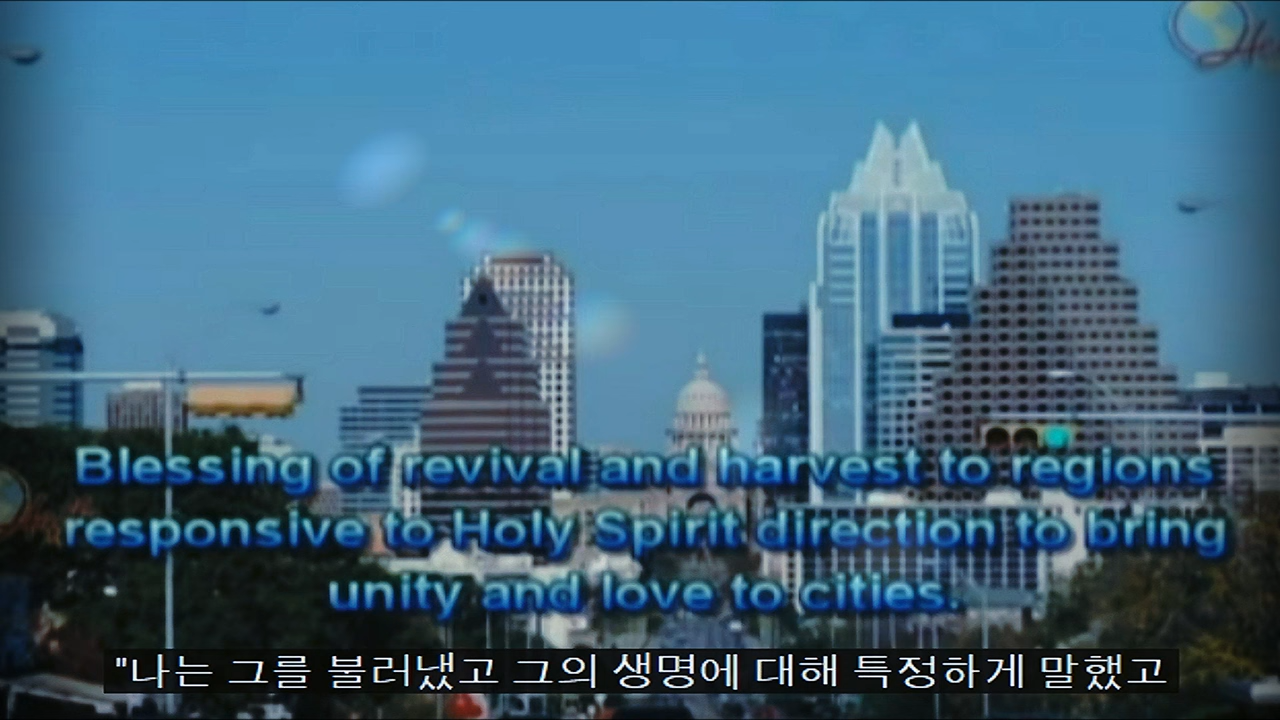 Blessing of revival and harvest to regions
responsive to Holy Spirit direction to bring
unity and love to cities.
"나는 그를 불러냈고 그의 생명에 대해 특정하게 말했고